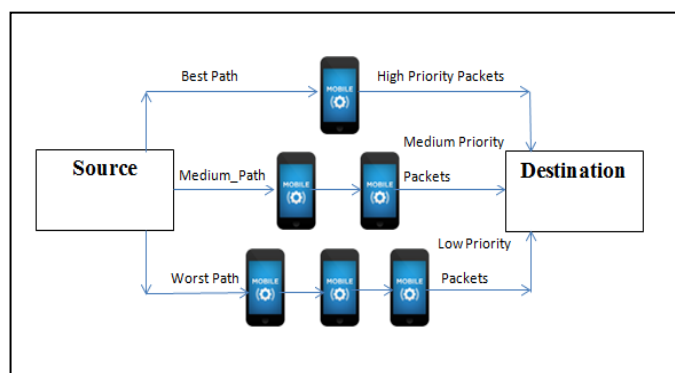 Best Path
High Priority Packets
MOBILE
Medium Priority
Source
Medium_Path
MOBILE
MOBILE
Packets
Destination
Low Priority
Worst Path
MOBILE
MOBILE
MOBILE
Packets